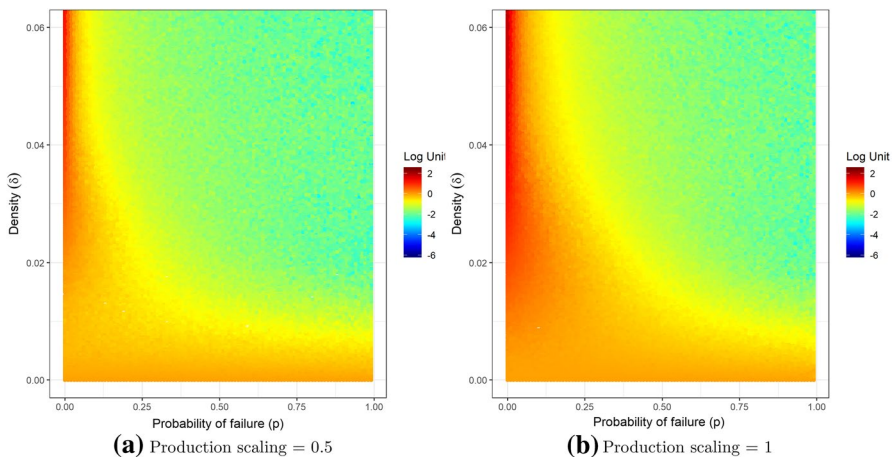 0.06
0.04
0.02
0.00
Density (δ)
0.00 0.25 0.50 0.75 1.00
Probability of failure (p)
Log Unit
2
0
-2
-4
-6
(a) Production scaling = 0.5
0.06
0.04
0.02
0.00
Density (δ)
0.00 0.25 0.50 0.75 1.00
Probability of failure (p)
Log Unit
2
0
-2
-4
-6
(b) Production scaling = 1